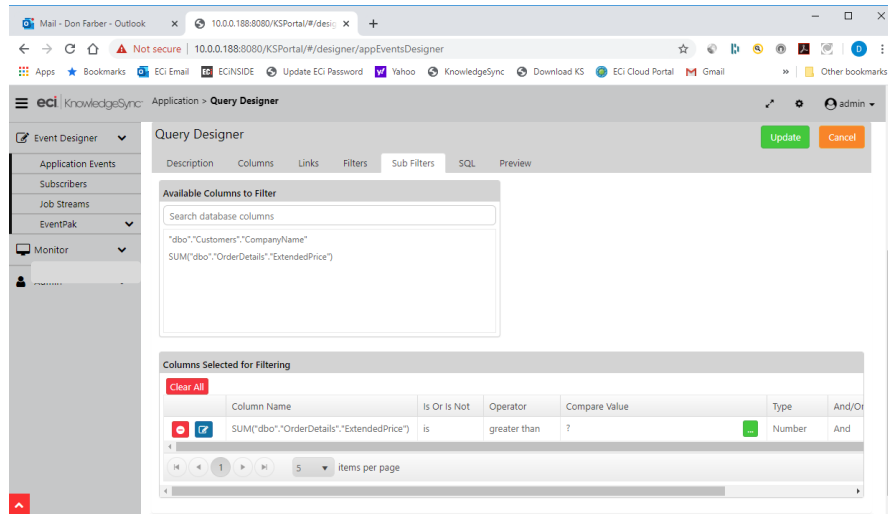 Mail - Don Farber - Outlook
10.0.0.188:8080/KSPortal/#/desig
Not secure | 10.0.0.188:8080/KSPortal/#/designer/appEventsDesigner
Apps Bookmarks ECi Email ECiNSIDE Update ECi Password Yahoo KnowledgeSync Download KS ECi Cloud Portal Gmail » Other bookmarks
eci KnowledgeSync Application > Query Designer admin
Event Designer
Application Events
Subscribers
Job Streams
EventPak
Monitor
Query Designer
Update Cancel
Description Columns Links Filters Sub Filters SQL Preview
Available Columns to Filter
Search database columns
"dbo"."Customers"."CompanyName"
SUM("dbo"."OrderDetails"."ExtendedPrice")
Columns Selected for Filtering
Clear All
Column Name Is Or Is Not Operator Compare Value Type And/Or
SUM("dbo"."OrderDetails"."ExtendedPrice") is greater than ? ... Number And
1 5 items per page